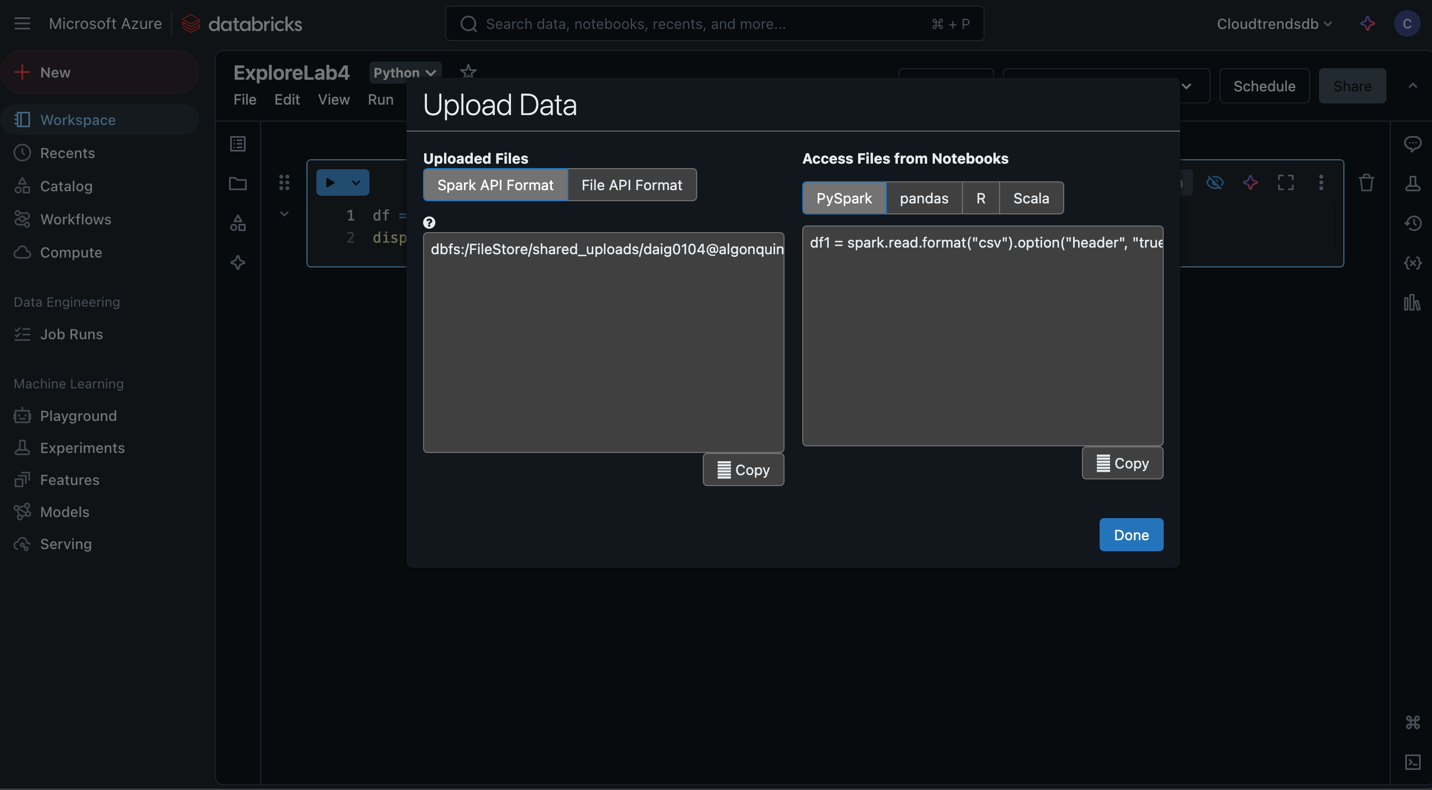 Microsoft Azure
databricks
Search data, notebooks, recents, and more...
⌘ + P
Cloudtrendsdb
C
New
Workspace
Recents
Catalog
Workflows
Compute
Data Engineering
Job Runs
Machine Learning
Playground
Experiments
Features
Models
Serving
ExploreLab4
Python
File Edit View Run
Schedule
Share
1 df =
2 disp
Upload Data
Uploaded Files
Spark API Format
File API Format
dbfs:/FileStore/shared_uploads/daig0104@algonquin
Copy
Access Files from Notebooks
PySpark
pandas
R
Scala
df1 = spark.read.format("csv").option("header", "true
Copy
Done